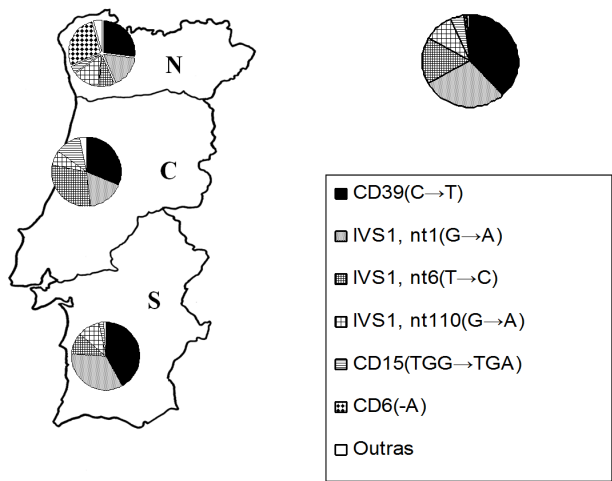 N
C
S
CD39(C→T)
IVS1, nt1(G→A)
IVS1, nt6(T→C)
IVS1, nt110(G→A)
CD15(TGG→TGA)
CD6(-A)
Outras